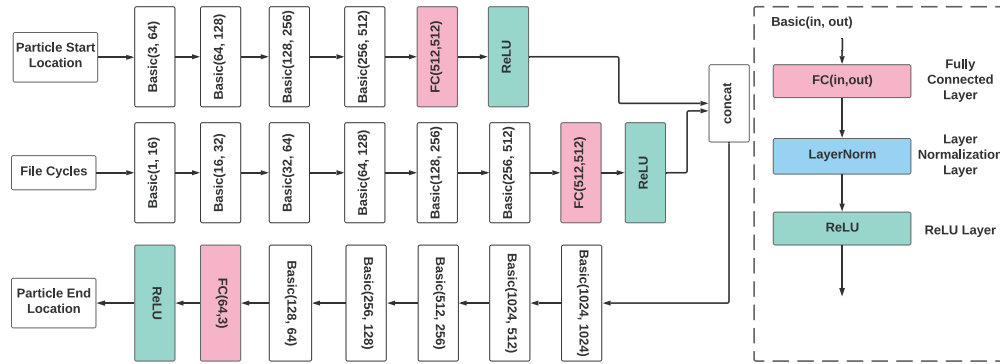 Particle Start
Location
Basic(3, 64)
Basic(64, 128)
Basic(128, 256)
Basic(256, 512)
FC(512,512)
ReLU
File Cycles
Basic(1, 16)
Basic(16, 32)
Basic(32, 64)
Basic(64, 128)
Basic(128, 256)
Basic(256, 512)
FC(512,512)
ReLU
concat
Particle End
Location
ReLU
FC(64,3)
Basic(128, 64)
Basic(256, 128)
Basic(512, 256)
Basic(1024, 512)
Basic(1024, 1024)
Basic(in, out)
FC(in,out)
Fully
Connected
Layer
LayerNorm
Layer
Normalization
Layer
ReLU
ReLU Layer